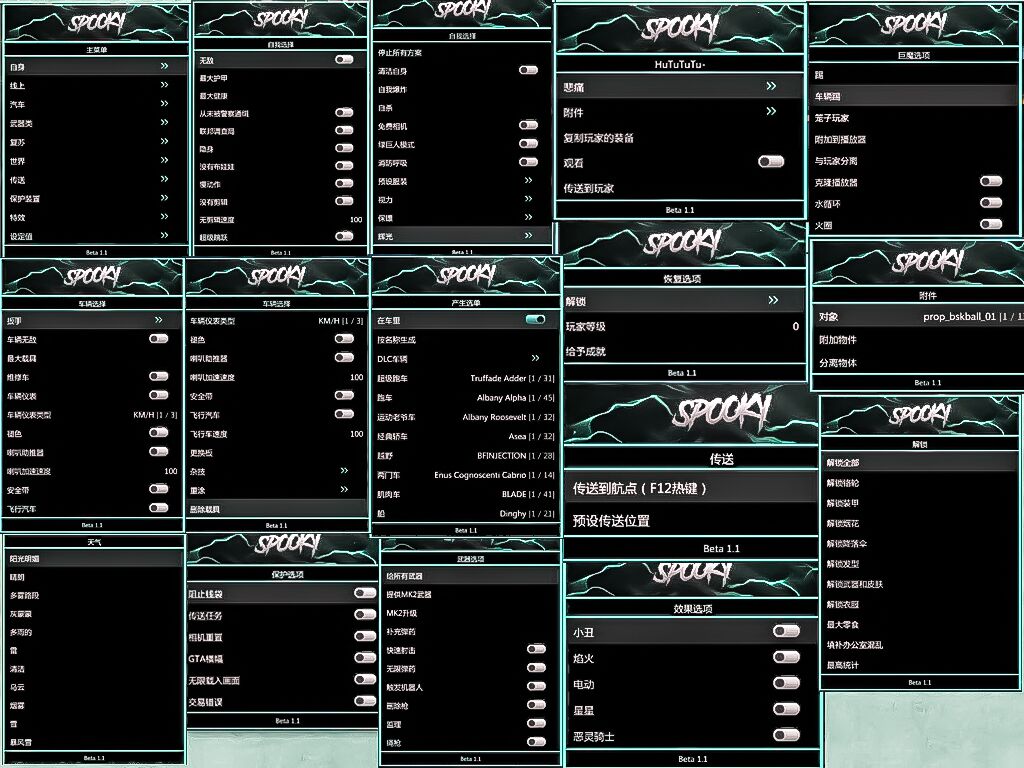 SPOOKY
主菜单
自身
线上
汽车
武器类
复苏
世界
传送
保护装置
特效
设定值
Beta 1.1
SPOOKY
自我选择
无敌
最大护甲
最大健康
从未被警察通缉
联邦调查局
隐身
没有布娃娃
慢动作
没有剪辑
无剪辑速度 100
超级跳跃
Beta 1.1
SPOOKY
自我选择
停止所有方案
清洁自身
自我爆炸
自杀
免费相机
绿巨人模式
消防呼吸
预设服装
视力
保镖
辉光
Beta 1.1
SPOOKY
HuTuTuTu-
悲痛
附件
复制玩家的装备
观看
传送到玩家
Beta 1.1
SPOOKY
巨魔选项
踢
车辆踢
笼子玩家
附加到播放器
与玩家分离
克隆播放器
水循环
火圈
SPOOKY
车辆选择
扳手
车辆无敌
最大载具
维修车
车辆仪表
车辆仪表类型 KM/H [1 / 3]
褪色
喇叭助推器
喇叭加速速度 100
安全带
飞行汽车
Beta 1.1
SPOOKY
车辆选择
车辆仪表类型 KM/H [1 / 3]
褪色
喇叭助推器
喇叭加速速度 100
安全带
飞行汽车
飞行车速度 100
更换板
杂技
重涂
删除载具
Beta 1.1
SPOOKY
产生选单
在车里
按名称生成
DLC车辆
超级跑车 Truffade Adder [1 / 31]
跑车 Albany Alpha [1 / 45]
运动老爷车 Albany Roosevelt [1 / 32]
经典轿车 Asea [1 / 32]
越野 BFINJECTION [1 / 28]
两门车 Enus Cognoscenti Cabrio [1 / 14]
肌肉车 BLADE [1 / 41]
船 Dinghy [1 / 21]
Beta 1.1
SPOOKY
恢复选项
解锁
玩家等级 0
给予成就
Beta 1.1
SPOOKY
附件
对象 prop_bskball_01 [1 /
附加物件
分离物体
Beta 1.1
SPOOKY
传送
传送到航点（F12热键）
预设传送位置
Beta 1.1
SPOOKY
解锁
解锁全部
解锁铬轮
解锁装甲
解锁烟花
解锁降落伞
解锁发型
解锁武器和皮肤
解锁衣服
最大零食
填补办公室混乱
最高统计
Beta 1.1
天气
阳光明媚
晴朗
多雾路段
灰蒙蒙
多雨的
雷
清洁
乌云
烟雾
雪
暴风雪
Beta 1.1
SPOOKY
保护选项
阻止线袋
传送任务
相机重置
GTA横幅
无限载入画面
交易错误
Beta 1.1
武器选项
给所有武器
提供MK2武器
MK2升级
补充弹药
快速射击
无限弹药
触发机器人
删除枪
监理
绕枪
Beta 1.1
SPOOKY
效果选项
小丑
焰火
电动
星星
恶灵骑士
Beta 1.1